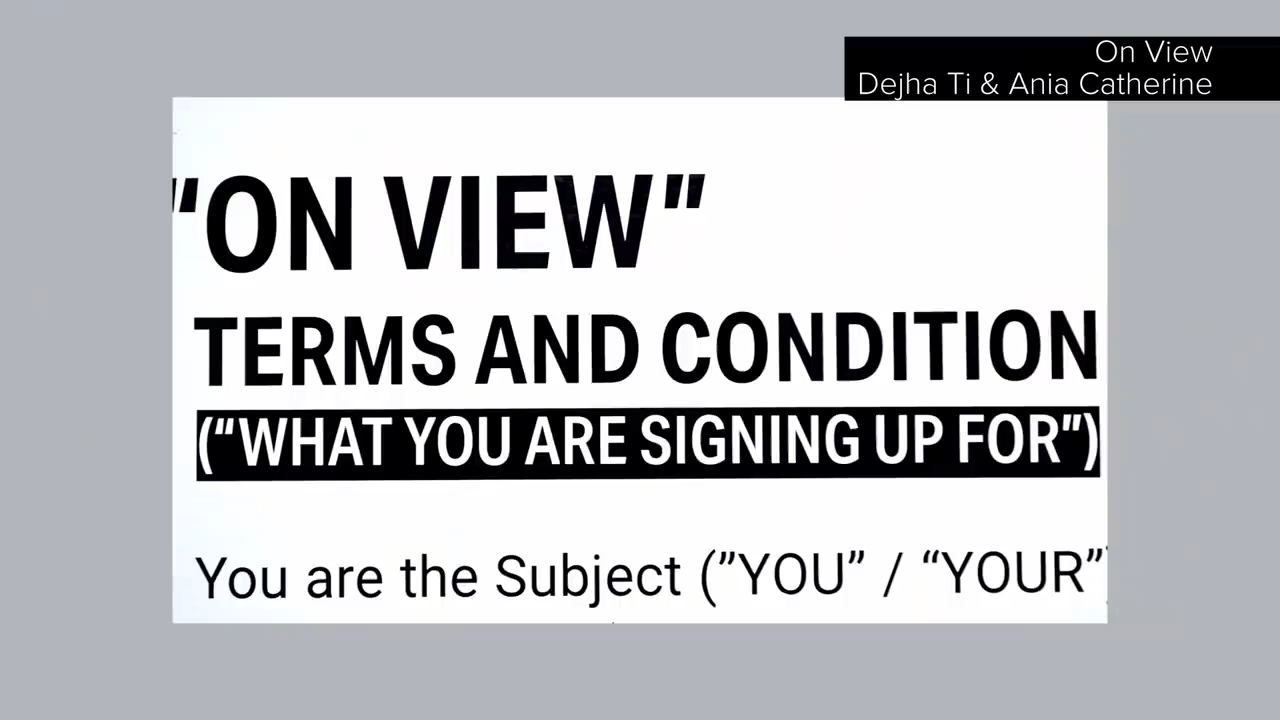 On View
Dejha Ti & Ania Catherine
"ON VIEW"
TERMS AND CONDITION
("WHAT YOU ARE SIGNING UP FOR")
You are the Subject ("YOU" / "YOUR"